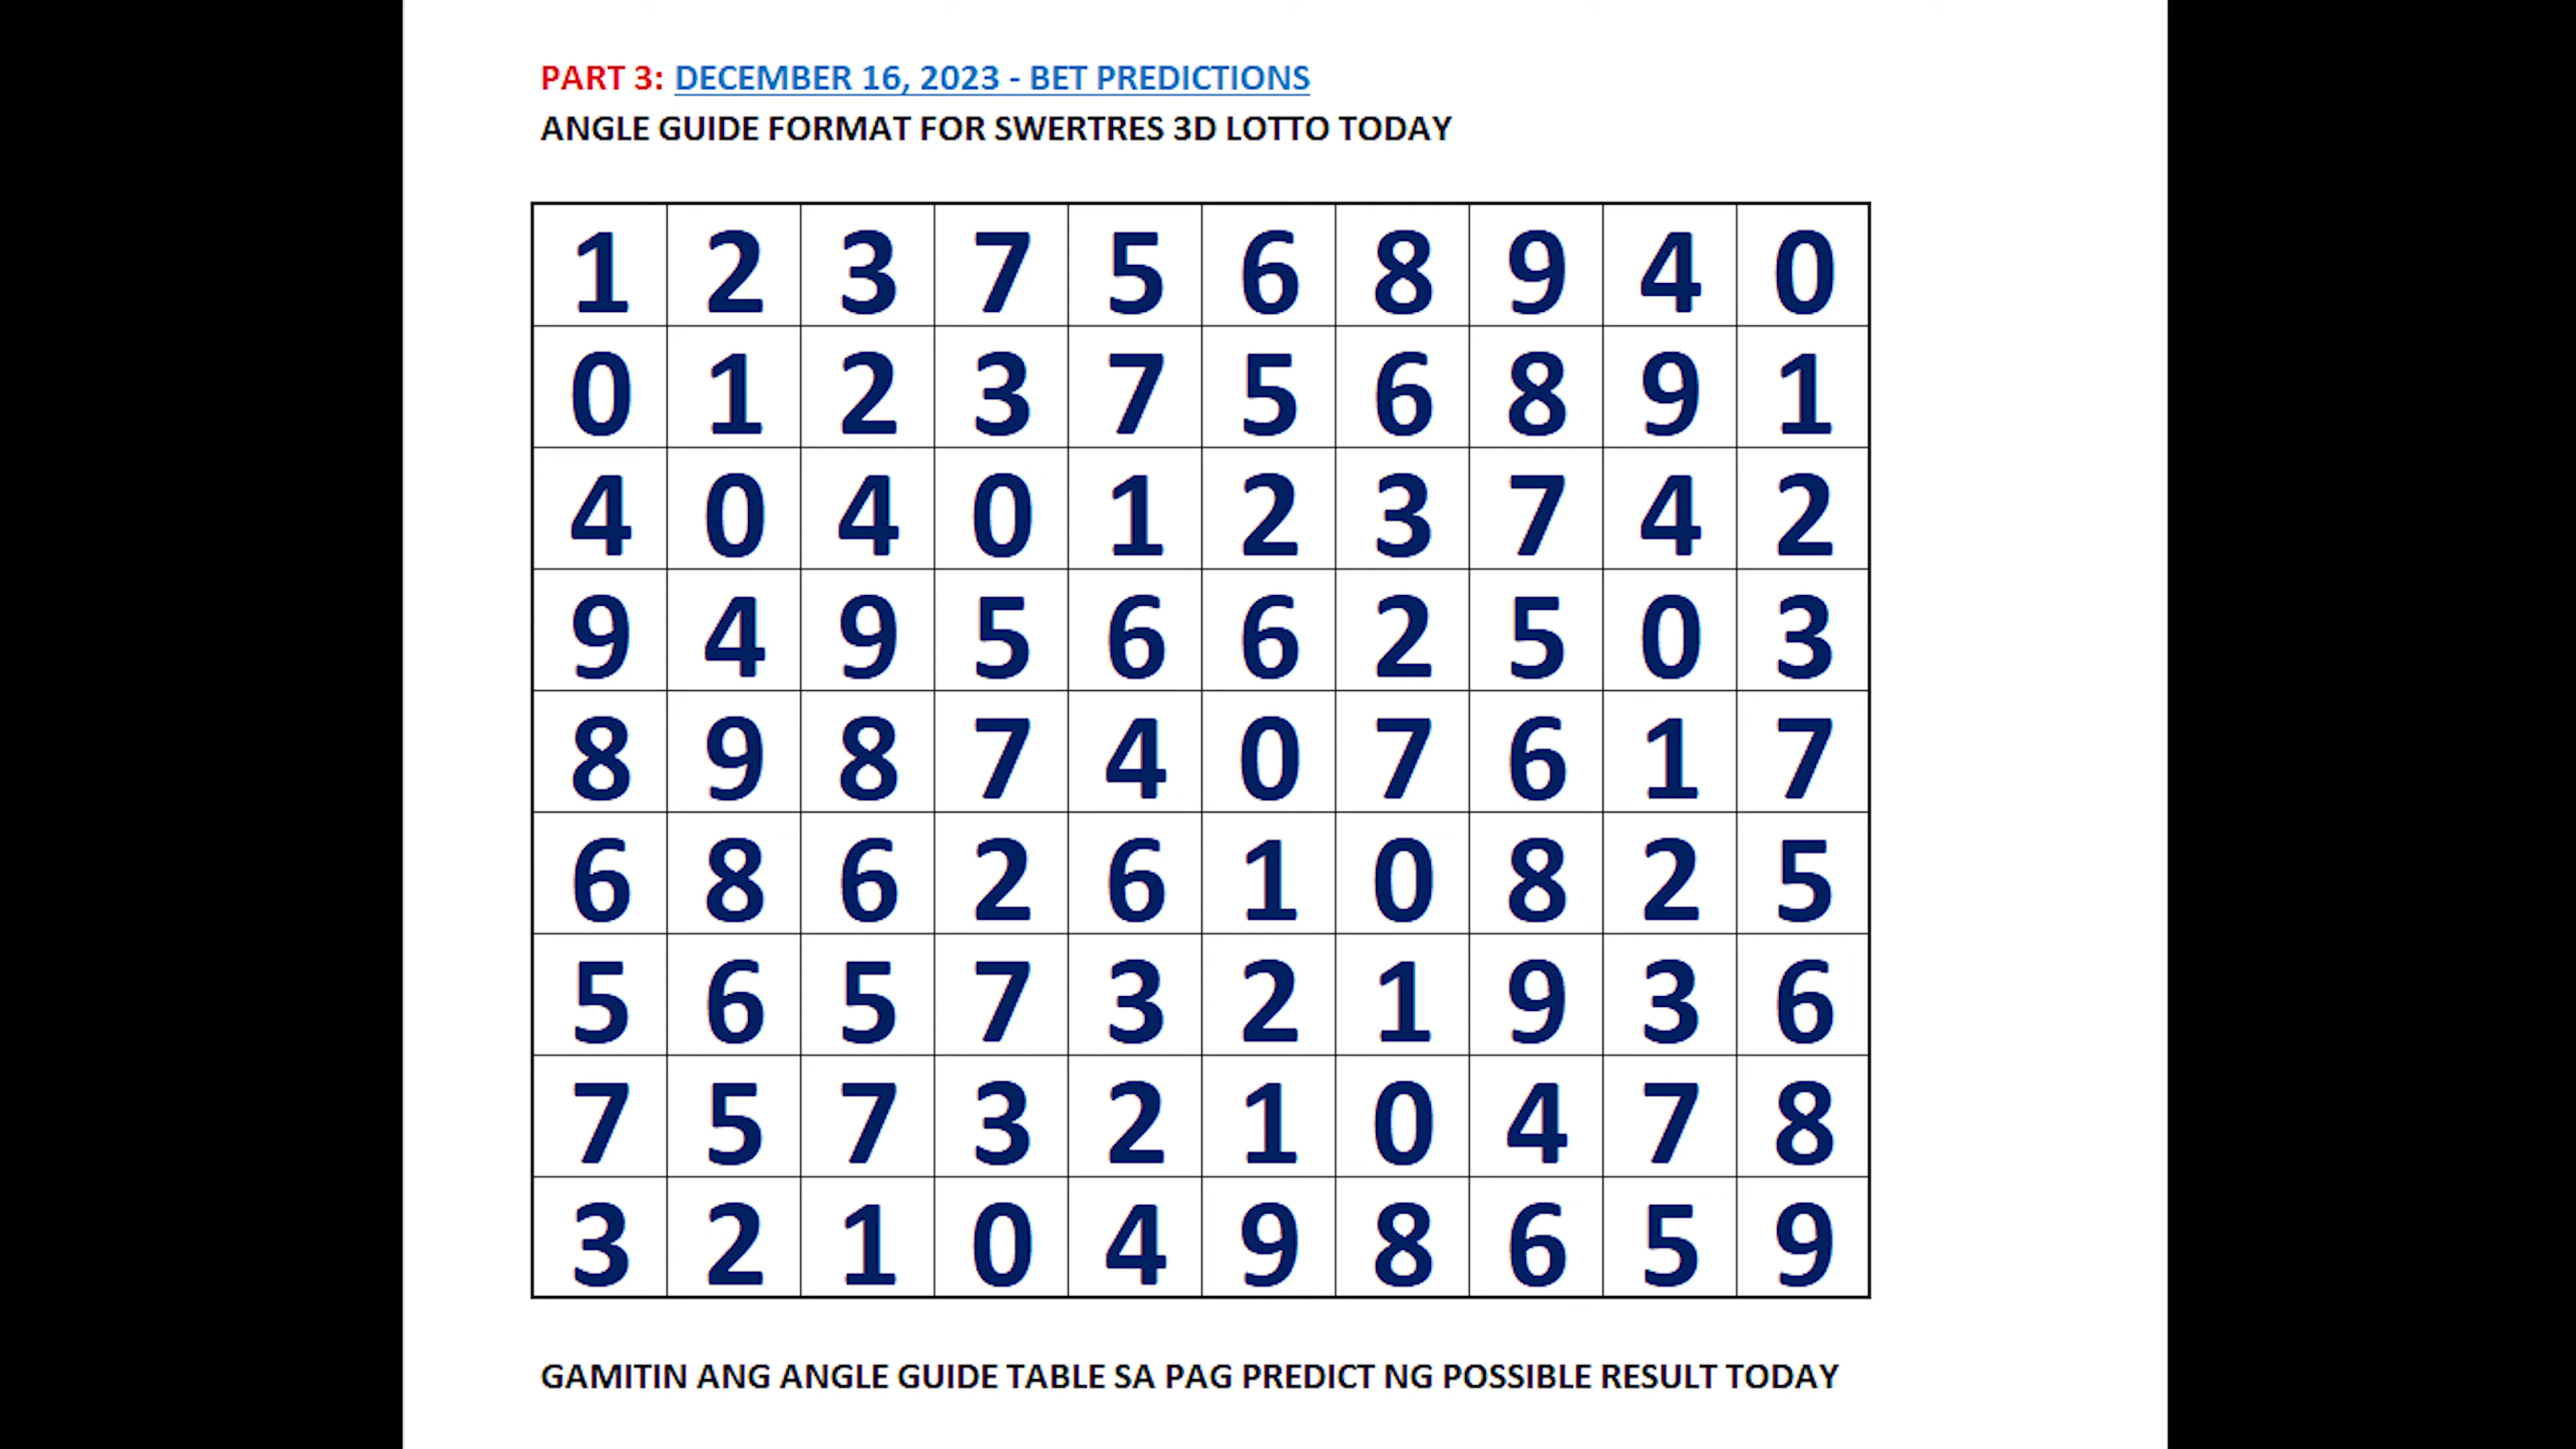 PART 3: DECEMBER 16, 2023 - BET PREDICTIONS
ANGLE GUIDE FORMAT FOR SWERTRES 3D LOTTO TODAY
1 2 3 7 5 6 8 9 4 0
0 1 2 3 7 5 6 8 9 1
4 0 4 0 1 2 3 7 4 2
9 4 9 5 6 6 2 5 0 3
8 9 8 7 4 0 7 6 1 7
6 8 6 2 6 1 0 8 2 5
5 6 5 7 3 2 1 9 3 6
7 5 7 3 2 1 0 4 7 8
3 2 1 0 4 9 8 6 5 9
GAMITIN ANG ANGLE GUIDE TABLE SA PAG PREDICT NG POSSIBLE RESULT TODAY